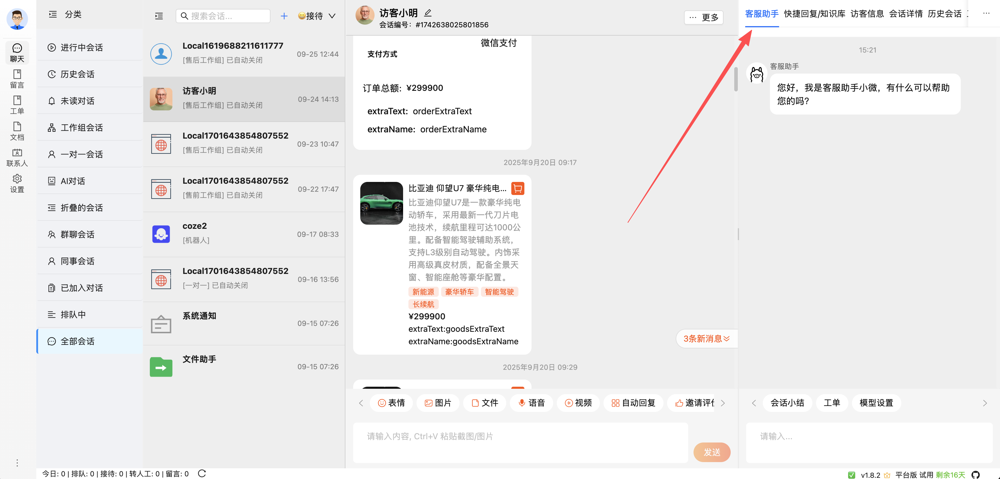 聊天
留言
工单
文档
联系人
设置
分类
进行中会话
历史会话
未读对话
工作组会话
一对一会话
AI对话
折叠的会话
群聊会话
同事会话
已加入对话
排队中
全部会话
搜索会话...
接待
Local1619688211611777
09-25 12:44
[售后工作组] 已自动关闭
访客小明
09-24 14:13
[售后工作组] 已自动关闭
Local1701643854807552
09-23 10:47
[售后工作组] 已自动关闭
Local1701643854807552
09-22 17:47
[售前工作组] 已自动关闭
coze2
09-17 08:33
[机器人]
Local1701643854807552
09-16 13:56
[一对一] 已自动关闭
系统通知
09-15 07:26
文件助手
09-15 07:26
访客小明
会话编号：#1742638025801856
更多
微信支付
支付方式
订单总额: ¥299900
extraText: orderExtraText
extraName: orderExtraName
2025年9月20日 09:17
比亚迪 仰望U7 豪华纯电...
比亚迪仰望U7是一款豪华纯电
动轿车，采用最新一代刀片电
池技术，续航里程可达1000公
里。配备智能驾驶辅助系统，
支持L3级别自动驾驶。内饰采
用高级真皮材质，配备全景天
窗、智能座舱等豪华配置。
新能源 豪华轿车 智能驾驶
长续航
¥299900
extraText:goodsExtraText
extraName:goodsExtraName
3条新消息
2025年9月20日 09:29
表情 图片 文件 语音 视频 自动回复 邀请评价
请输入内容, Ctrl+V 粘贴截图/图片
发送
客服助手 快捷回复/知识库 访客信息 会话详情 历史会话
15:21
客服助手
您好，我是客服助手小微，有什么可以帮助
您的吗?
会话小结 工单 模型设置
请输入...
今日: 0 | 排队: 0 | 接待: 0 | 转人工: 0 | 留言: 0
v1.8.2 平台版 试用 剩余16天